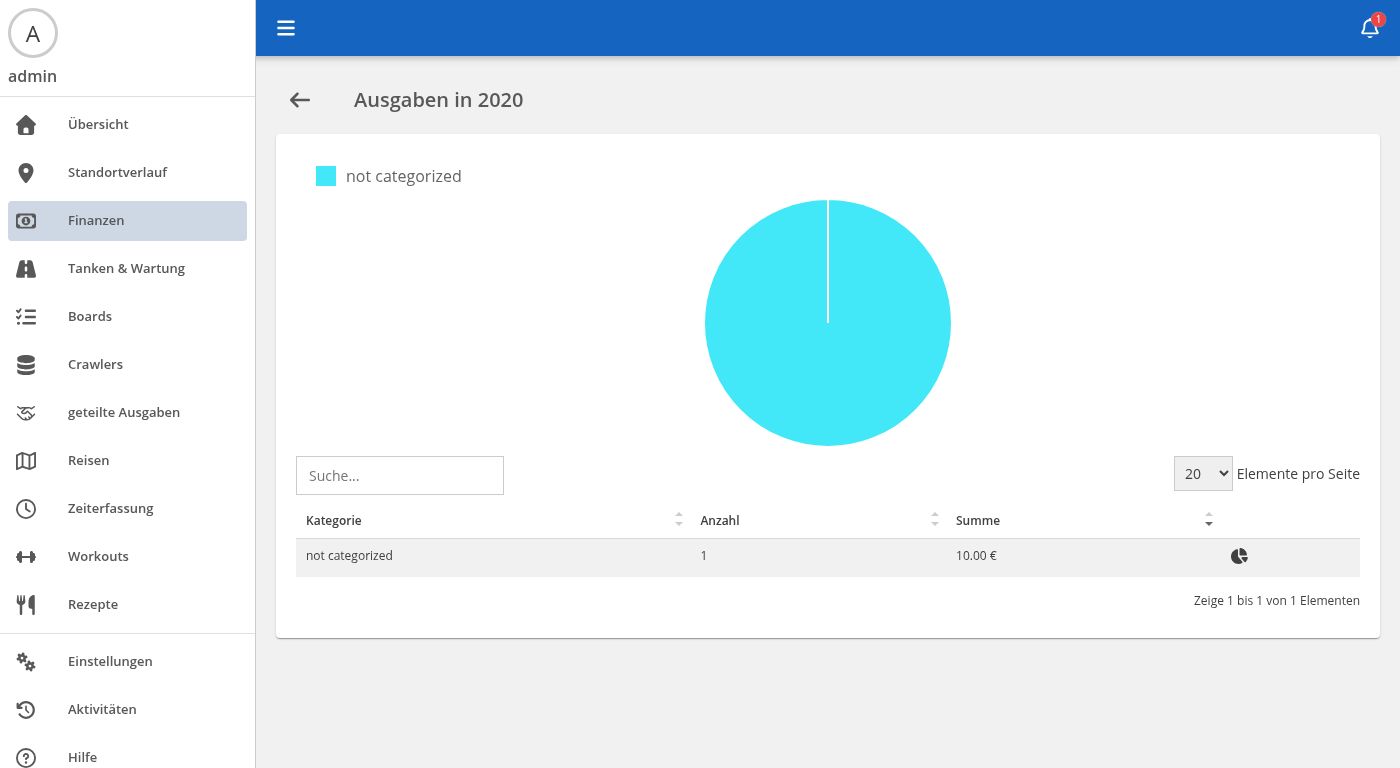 A
admin
Übersicht
Standortverlauf
Finanzen
Tanken & Wartung
Boards
Crawlers
geteilte Ausgaben
Reisen
Zeiterfassung
Workouts
Rezepte
Einstellungen
Aktivitäten
Hilfe
1
Ausgaben in 2020
not categorized
Suche...
20 Elemente pro Seite
Kategorie Anzahl Summe
not categorized 1 10.00 €
Zeige 1 bis 1 von 1 Elementen